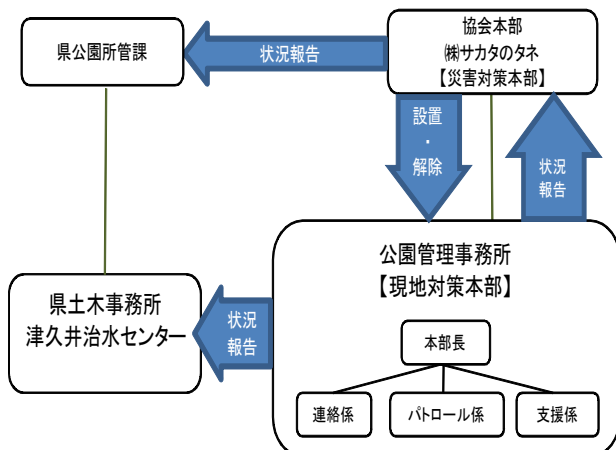 県公園所管課
状況報告
協会本部
㈱サカタのタネ
【災害対策本部】
設置
・
解除
状況
報告
公園管理事務所
【現地対策本部】
県土木事務所
津久井治水センター
状況
報告
本部長
連絡係
パトロール係
支援係